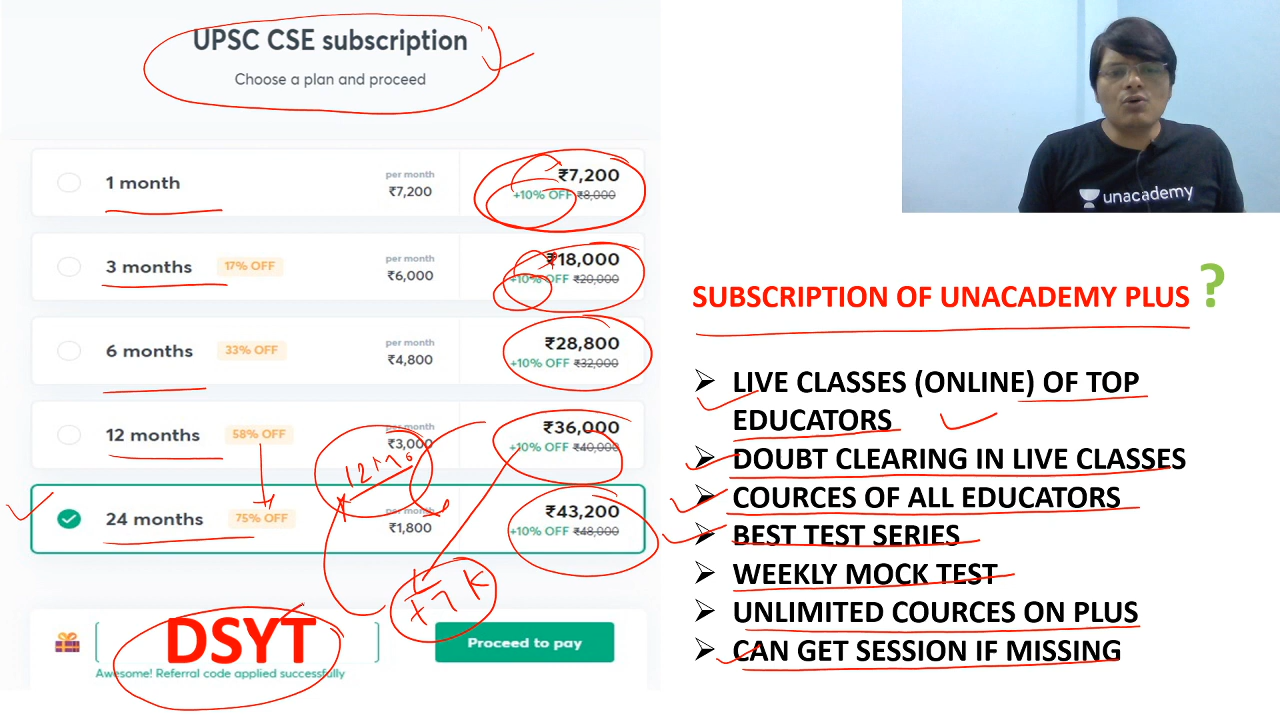 UPSC CSE subscription
Choose a plan and proceed
1 month
per month
₹7,200
₹7,200
+10% OFF ₹8,000
3 months 17% OFF
per month
₹6,000
₹18,000
+10% OFF ₹20,000
6 months 33% OFF
per month
₹4,800
₹28,800
+10% OFF ₹32,000
12 months 58% OFF
per month
₹3,000
₹36,000
+10% OFF ₹40,000
24 months 75% OFF
per month
₹1,800
₹43,200
+10% OFF ₹48,000
+7K
DSYT
Awesome! Referral code applied successfully
Proceed to pay
unacademy
SUBSCRIPTION OF UNACADEMY PLUS ?
LIVE CLASSES (ONLINE) OF TOP
EDUCATORS
DOUBT CLEARING IN LIVE CLASSES
COURCES OF ALL EDUCATORS
BEST TEST SERIES
WEEKLY MOCK TEST
UNLIMITED COURCES ON PLUS
CAN GET SESSION IF MISSING